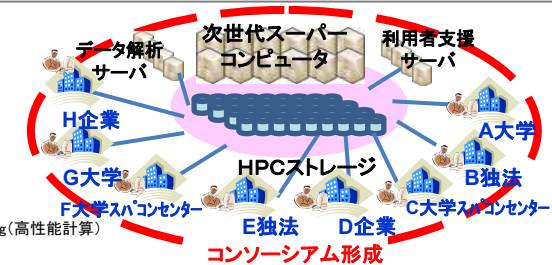 次世代スーパー
コンピュータ
データ解析
サーバ
利用者支援
サーバ
H企業
A大学
G大学
HPCストレージ
B独法
F大学スパコンセンター
C大学スパコンセンター
E独法
D企業
g(高性能計算)
コンソーシアム形成